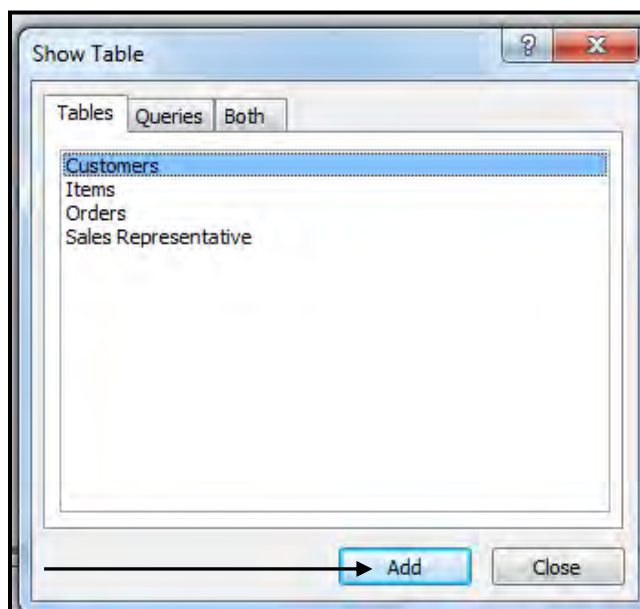 Show Table
?
Tables Queries Both
Customers
Items
Orders
Sales Representative
Add Close